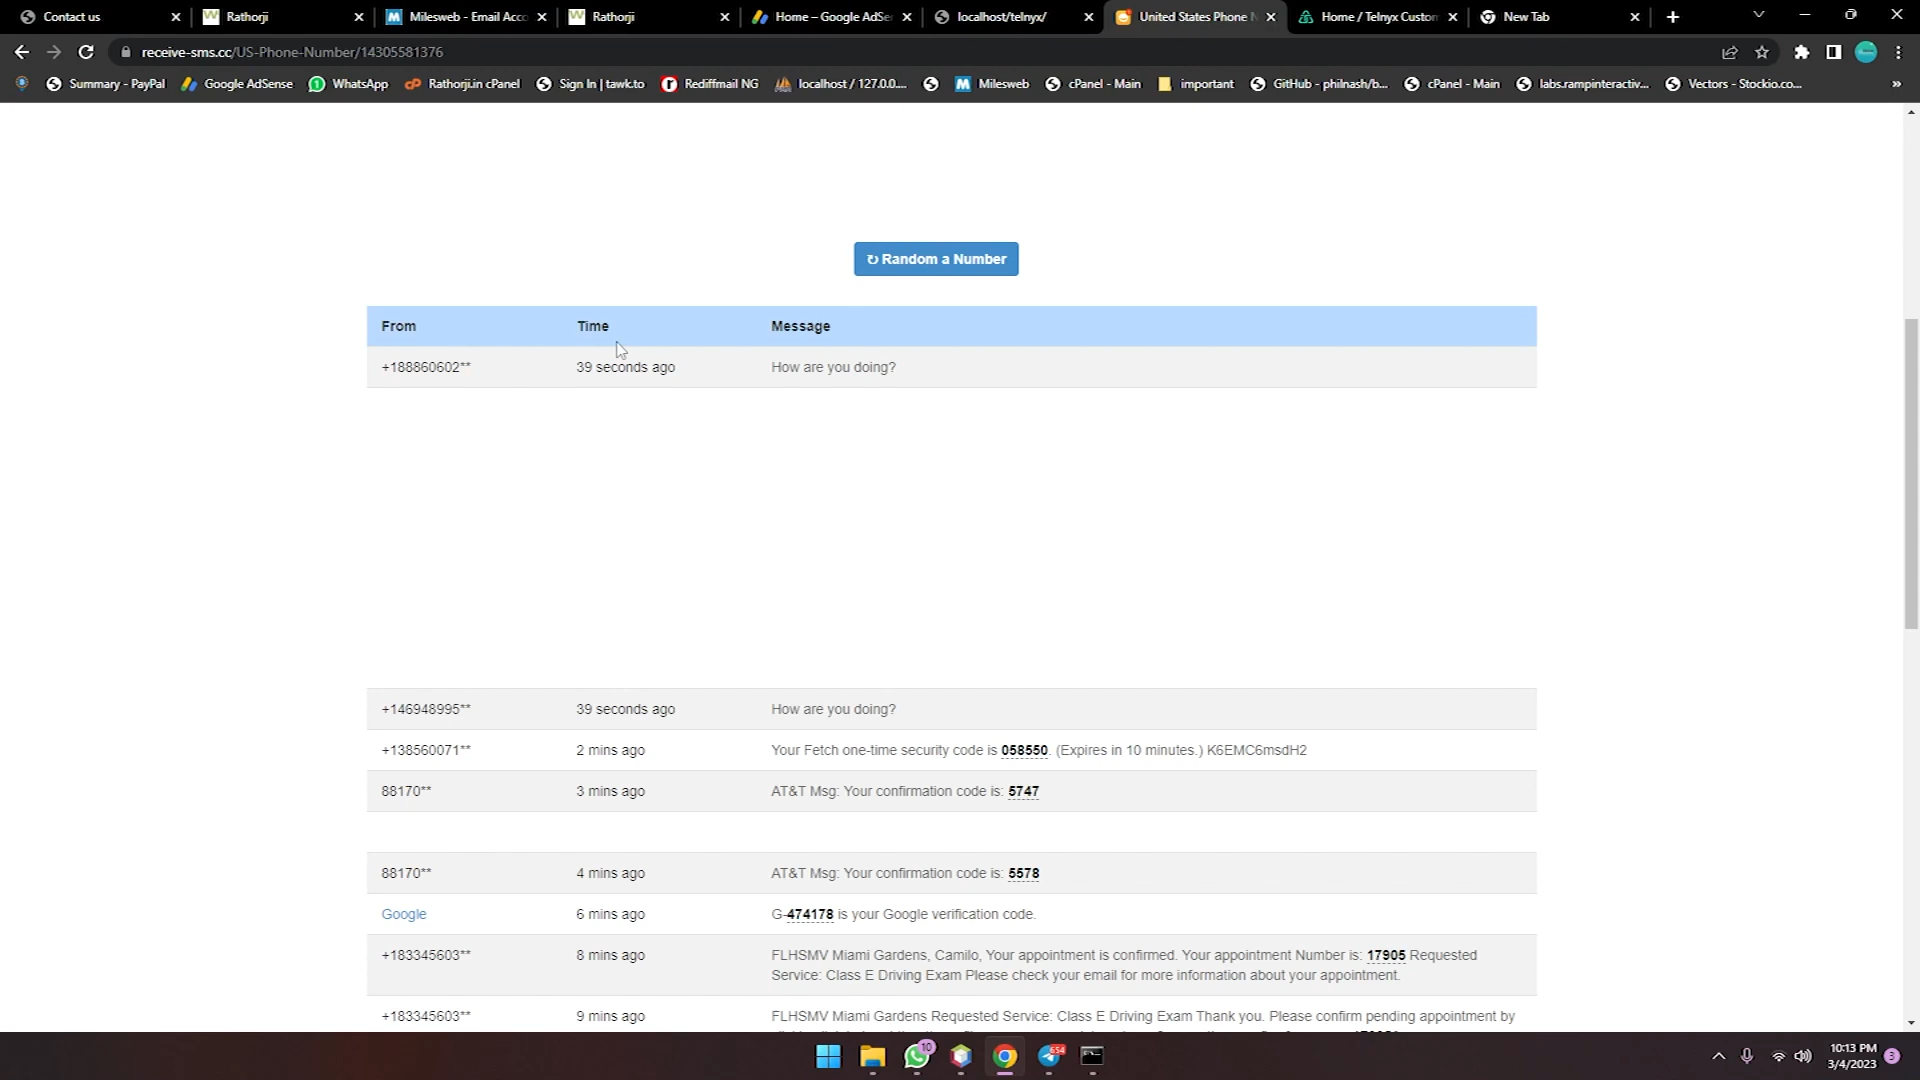 Contact us
Rathorji
Milesweb - Email Acc
Rathorji
Home – Google AdSe
localhost/telnyx/
United States Phone N
Home / Telnyx Custom
New Tab
receive-sms.cc/US-Phone-Number/14305581376
Summary - PayPal
Google AdSense
WhatsApp
Rathorji.in cPanel
Sign In | tawk.to
Rediffmail NG
localhost / 127.0.0....
Milesweb
cPanel - Main
important
GitHub - philnash/b...
cPanel - Main
labs.rampinteractiv...
Vectors - Stockio.co...
»
↻ Random a Number
From Time Message
+188860602** 39 seconds ago How are you doing?
+146948995** 39 seconds ago How are you doing?
+138560071** 2 mins ago Your Fetch one-time security code is 058550. (Expires in 10 minutes.) K6EMC6msdH2
88170** 3 mins ago AT&T Msg: Your confirmation code is: 5747
88170** 4 mins ago AT&T Msg: Your confirmation code is: 5578
Google 6 mins ago G-474178 is your Google verification code.
+183345603** 8 mins ago FLHSMV Miami Gardens, Camilo, Your appointment is confirmed. Your appointment Number is: 17905 Requested
Service: Class E Driving Exam Please check your email for more information about your appointment.
+183345603** 9 mins ago FLHSMV Miami Gardens Requested Service: Class E Driving Exam Thank you. Please confirm pending appointment by
10
654
10:13 PM
3/4/2023
3